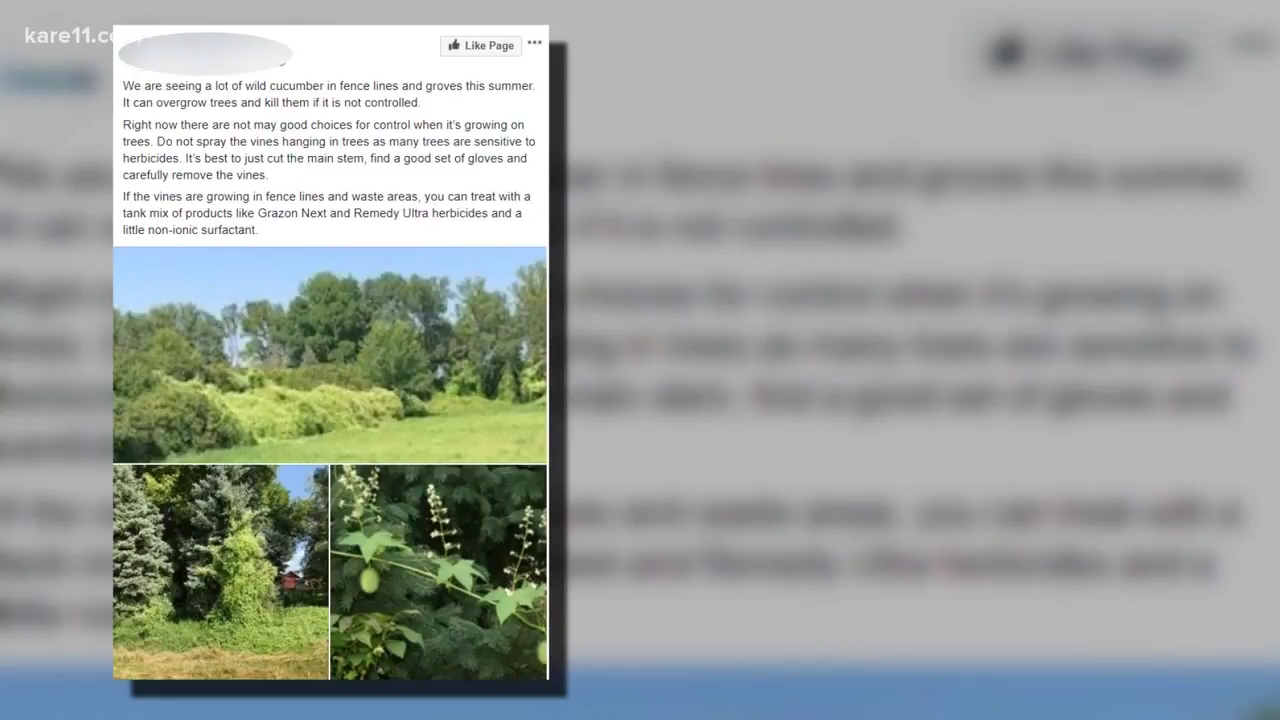 kare11.co
Like Page
We are seeing a lot of wild cucumber in fence lines and groves this summer.
It can overgrow trees and kill them if it is not controlled.
Right now there are not may good choices for control when it's growing on
trees. Do not spray the vines hanging in trees as many trees are sensitive to
herbicides. It's best to just cut the main stem, find a good set of gloves and
carefully remove the vines.
If the vines are growing in fence lines and waste areas, you can treat with a
tank mix of products like Grazon Next and Remedy Ultra herbicides and a
little non-ionic surfactant.